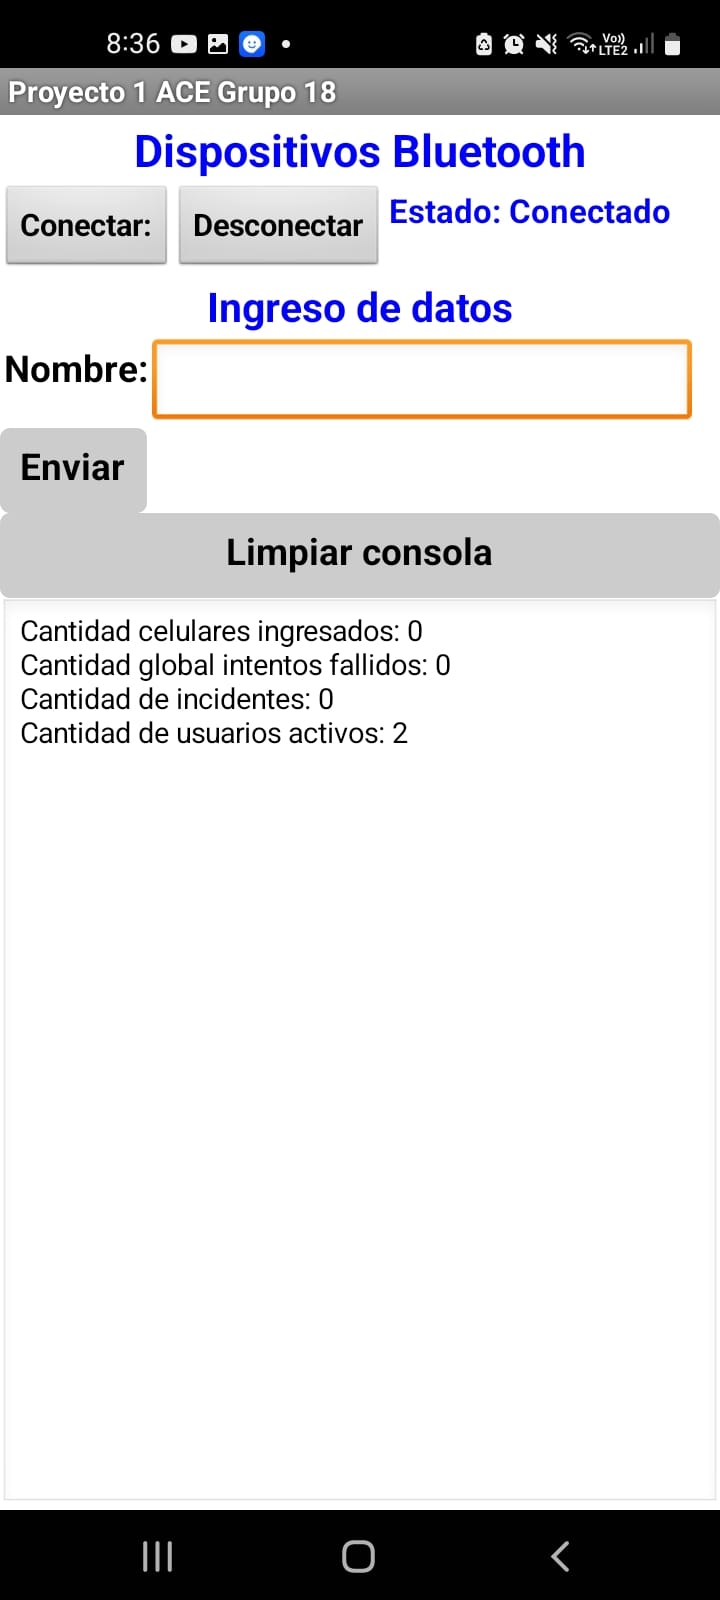 8:36
Vo))
LTE2
Proyecto 1 ACE Grupo 18
Dispositivos Bluetooth
Conectar:
Desconectar
Estado: Conectado
Ingreso de datos
Nombre:
Enviar
Limpiar consola
Cantidad celulares ingresados: 0
Cantidad global intentos fallidos: 0
Cantidad de incidentes: 0
Cantidad de usuarios activos: 2